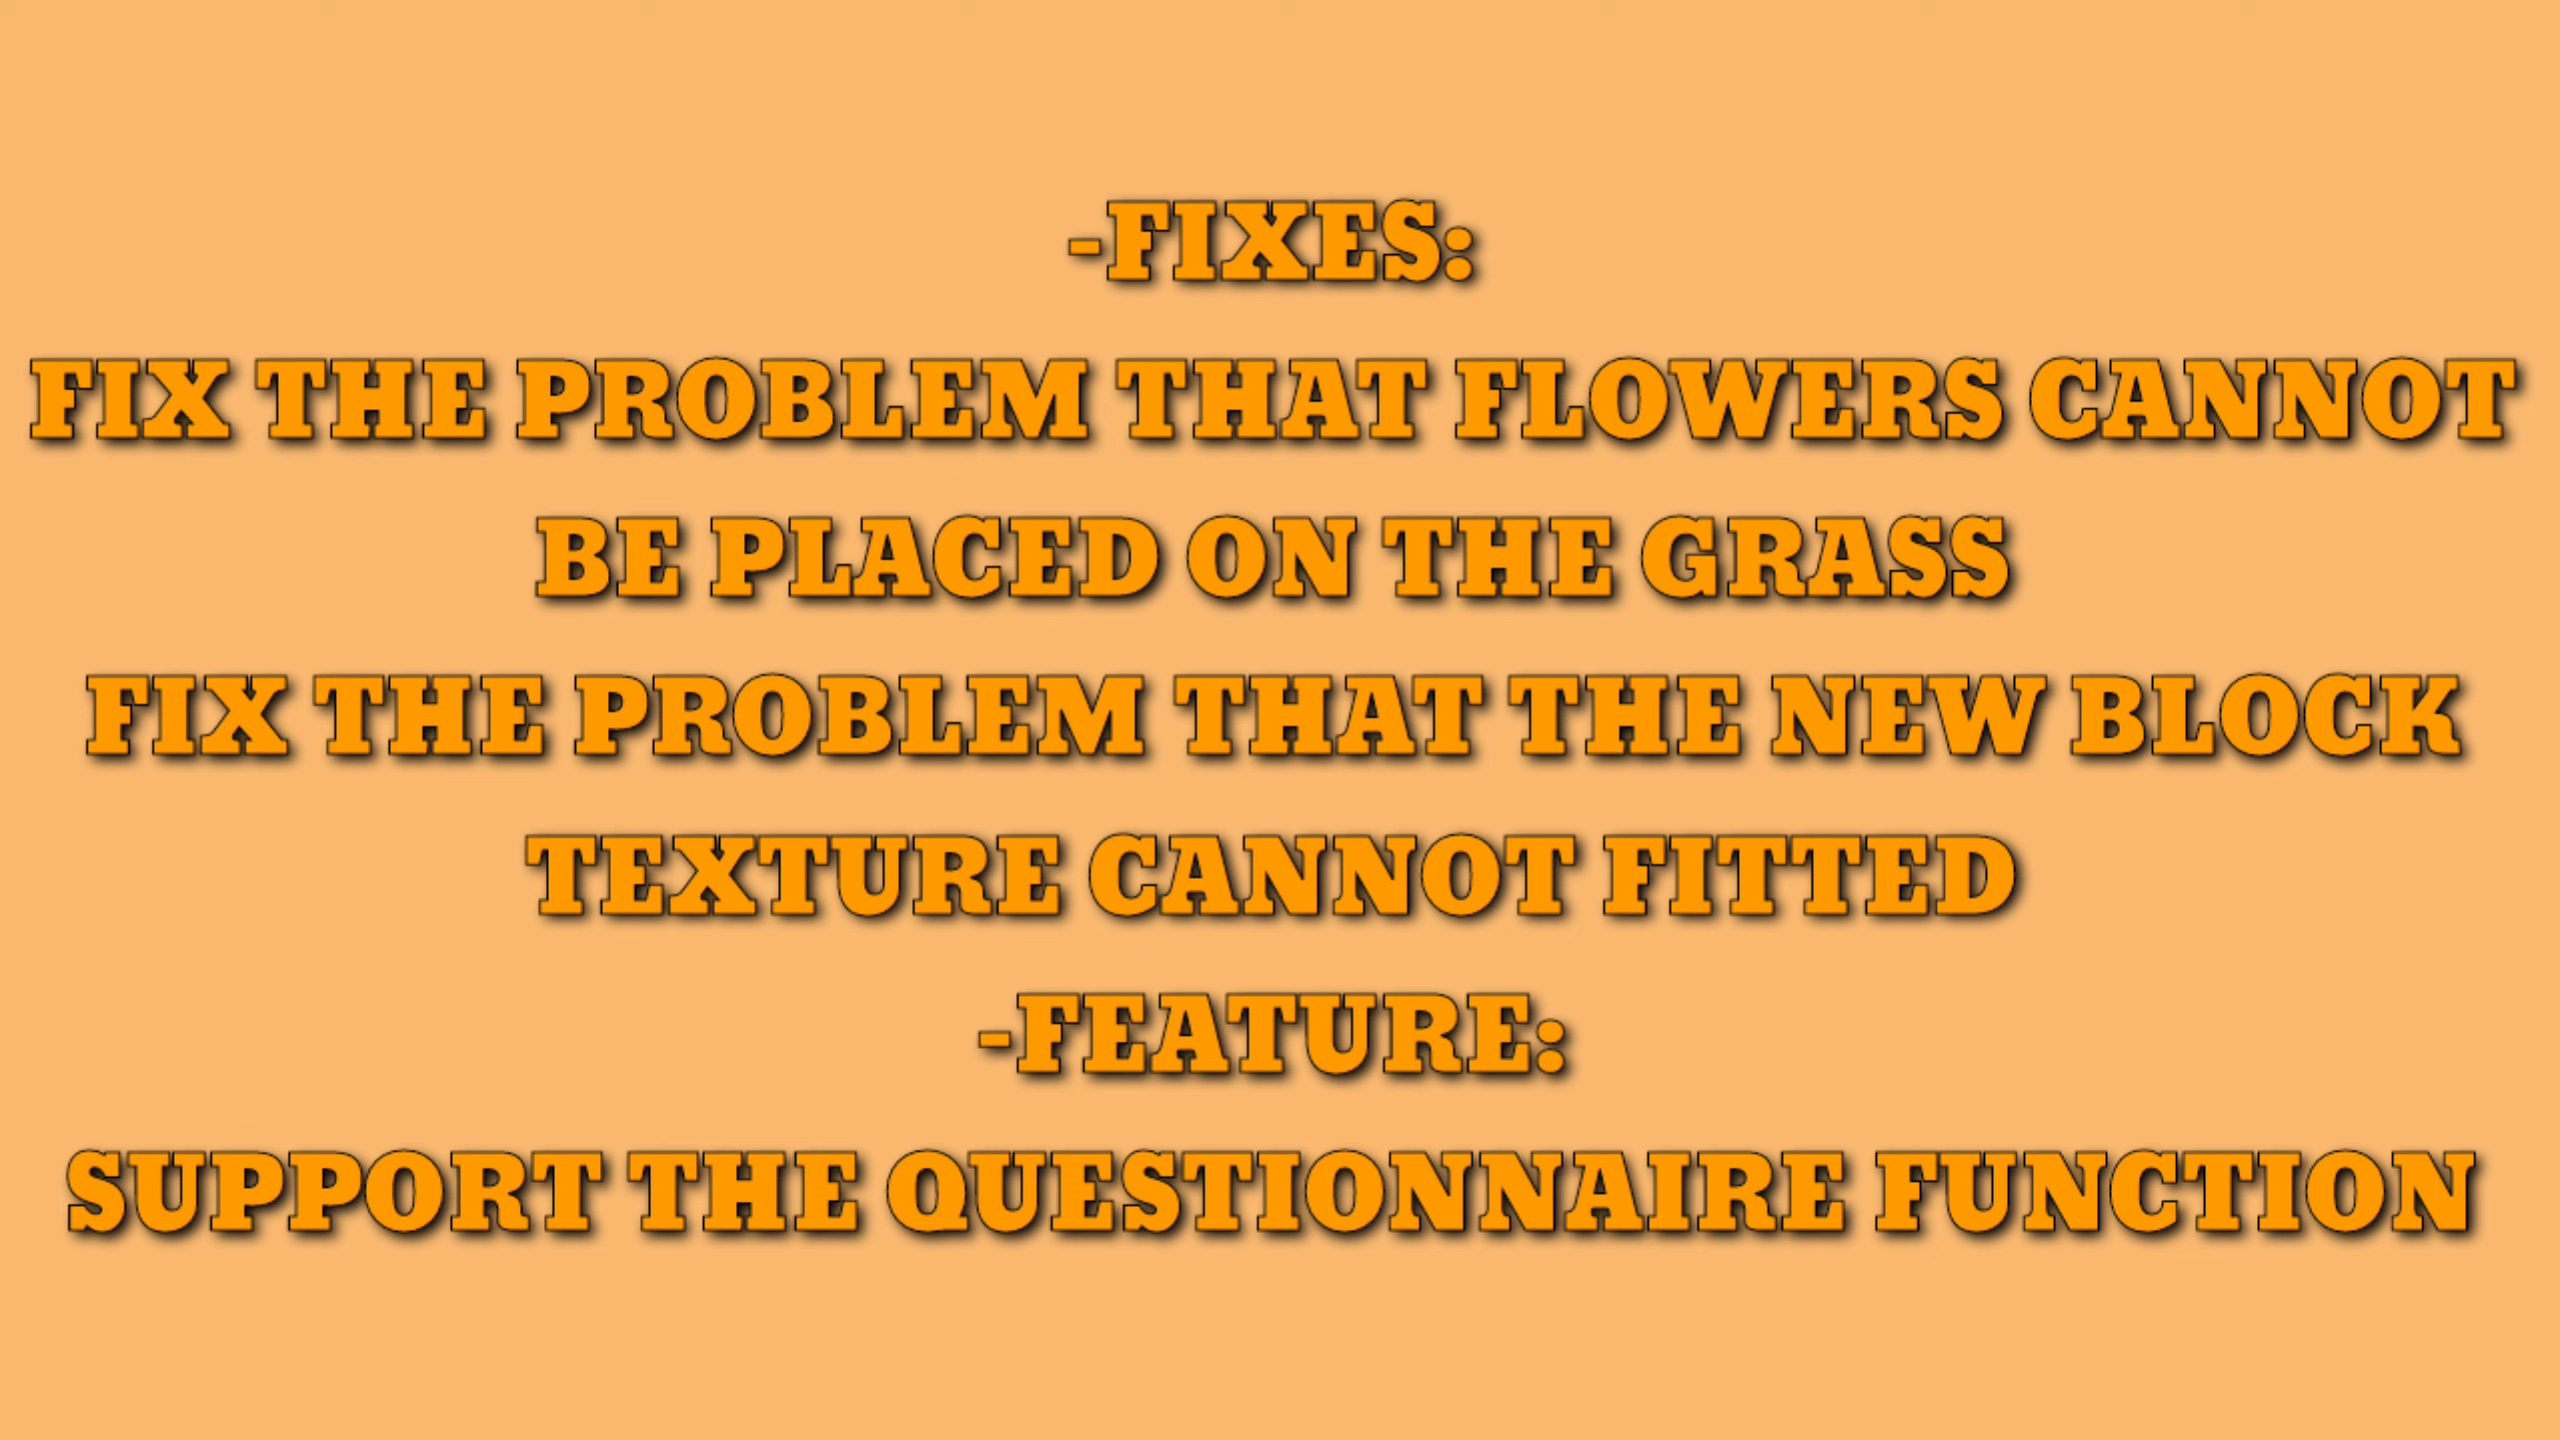 -FIXES:
FIX THE PROBLEM THAT FLOWERS CANNOT
BE PLACED ON THE GRASS
FIX THE PROBLEM THAT THE NEW BLOCK
TEXTURE CANNOT FITTED
-FEATURE:
SUPPORT THE QUESTIONNAIRE FUNCTION